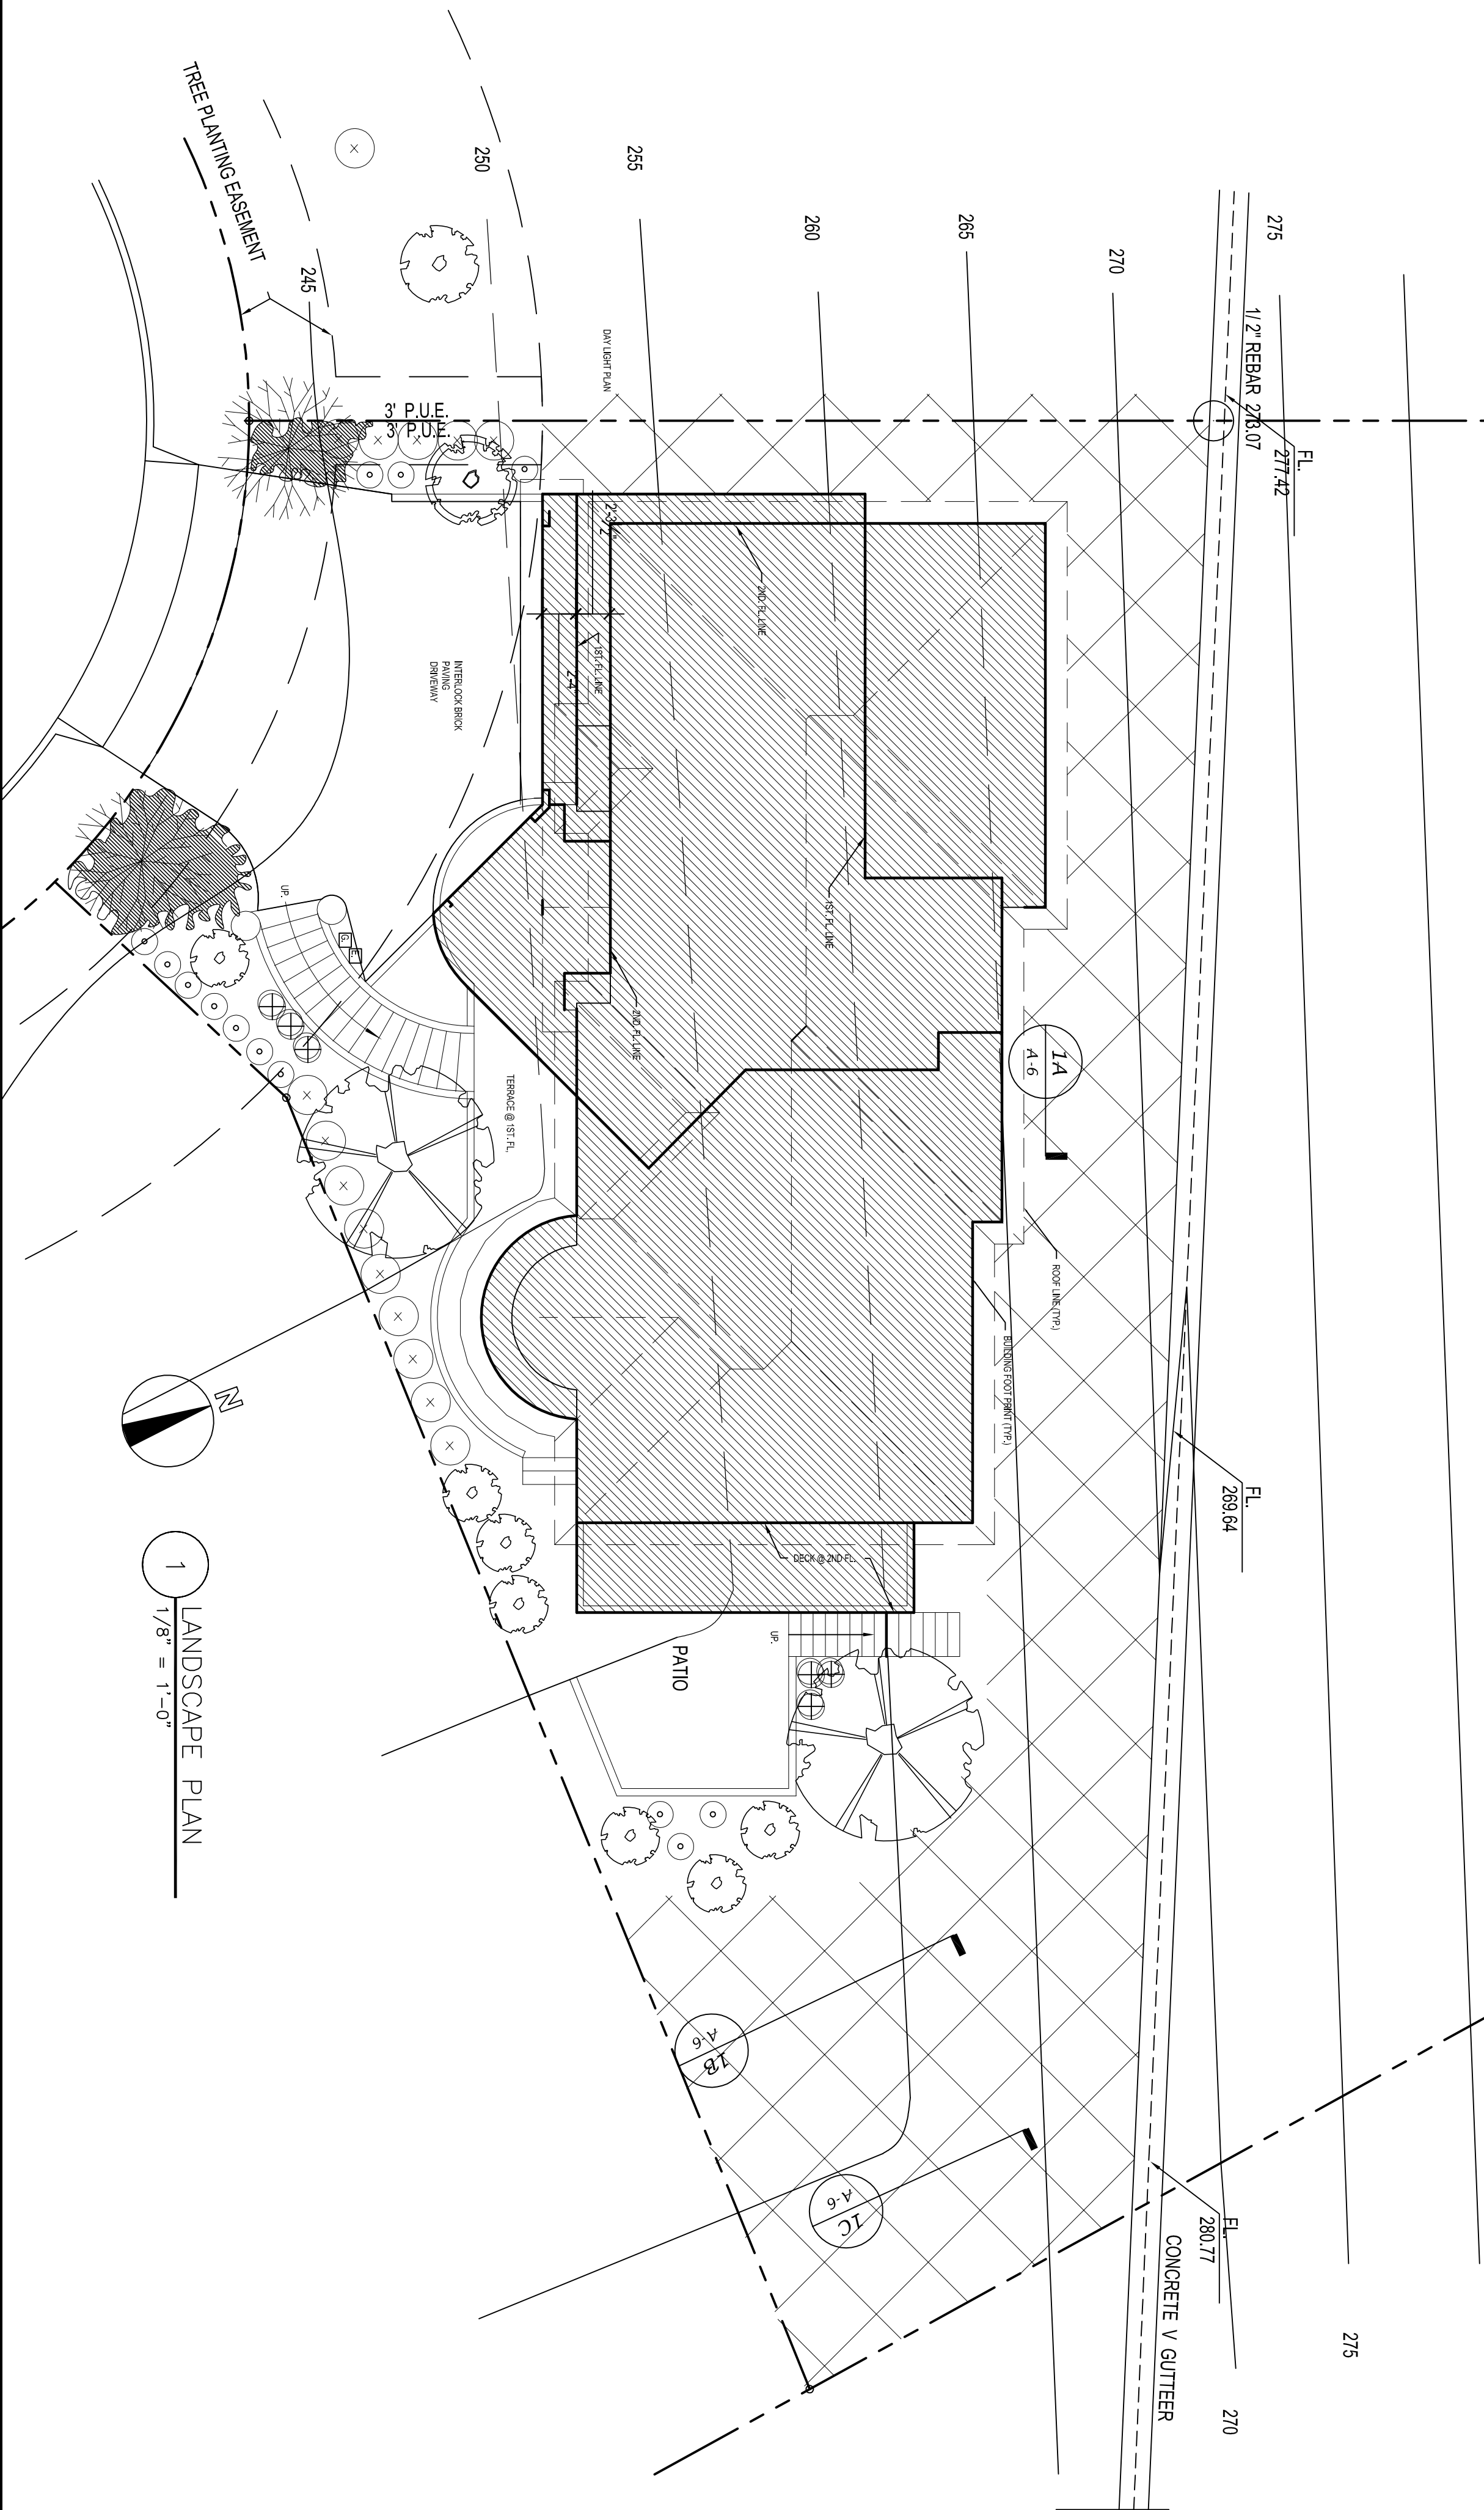 TREE PLANTING EASEMENT
245
250
255
260
265
270
275
1/2" REBAR 273.07
FL.
277.42
DAY LIGHT PLAN
3' P.U.E.
3' P.U.E.
2ND. FL. LINE
1ST. FL. LINE
2'-4"
INTERLOCK BRICK
PAVING
DRIVEWAY
1ST. FL. LINE
2ND. FL. LINE
UP.
G.
E.
TERRACE @ 1ST. FL.
1A
A-6
ROOF LINE (TYP.)
BUILDING FOOT PRINT (TYP.)
N
FL.
269.64
DECK @ 2ND FL.
UP.
PATIO
1
LANDSCAPE PLAN
1/8" = 1'-0"
1B
A-6
1C
A-6
FL.
280.77
CONCRETE V GUTTEER
275
270